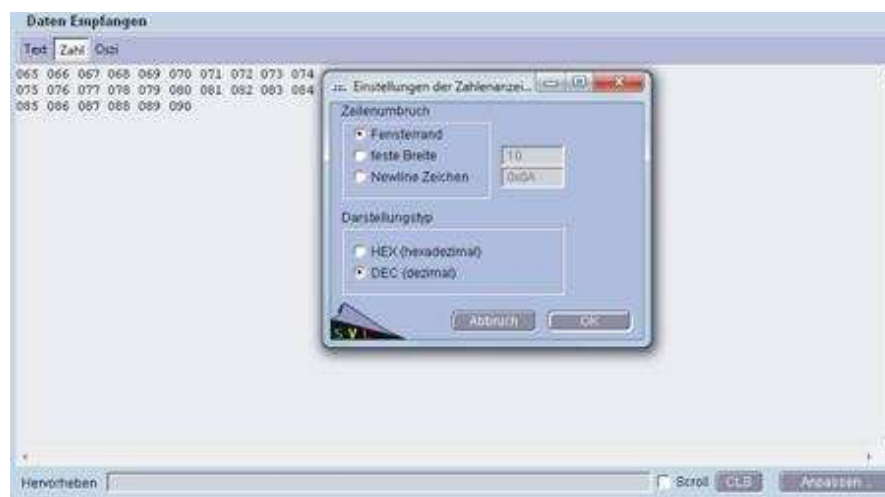 Daten Empfangen
Text Zahl Oszi
065 066 067 068 069 070 071 072 073 074
075 076 077 078 079 080 081 082 083 084
085 086 087 088 089 090
Einstellungen der Zahlenanzei...
Zeilenumbruch
Fensterrand
feste Breite 10
Newline Zeichen 0x0A
Darstellungstyp
HEX (hexadezimal)
DEC (dezimal)
Abbruch OK
Hervorheben Scroll Anpassen ...